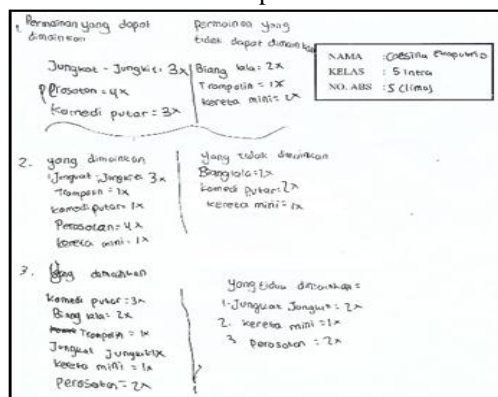 1. Permainan yang dapat dimainkan
Jungkat - Jungkit: 3x
Perosotan = 4x
Komedi putar = 3x
permainan yang tidak dapat dimainkan
Biang lala = 2x
Trampolin = 1x
kereta mini = 2x
NAMA :
KELAS : 5 intra
NO. ABS : 5 (lima)
2. yang dimainkan
Jungkat-Jungkit 3x
Trampolin = 1x
komedi putar = 1x
Perosotan = 4x
kereta mini = 1x
yang tidak dimainkan
Bianglala = 1x
komedi putar = 2x
kereta mini = 1x
3. yang dimainkan
Komedi putar = 3x
Biang lala = 2x
Trampolin = 1x
Jungkat Jungkit 1x
kereta mini = 1x
perosotan = 2x
yang tidak dimainkan =
1. Jungkat Jungkit = 2x
2. kereta mini = 1x
3 perosotan = 2x